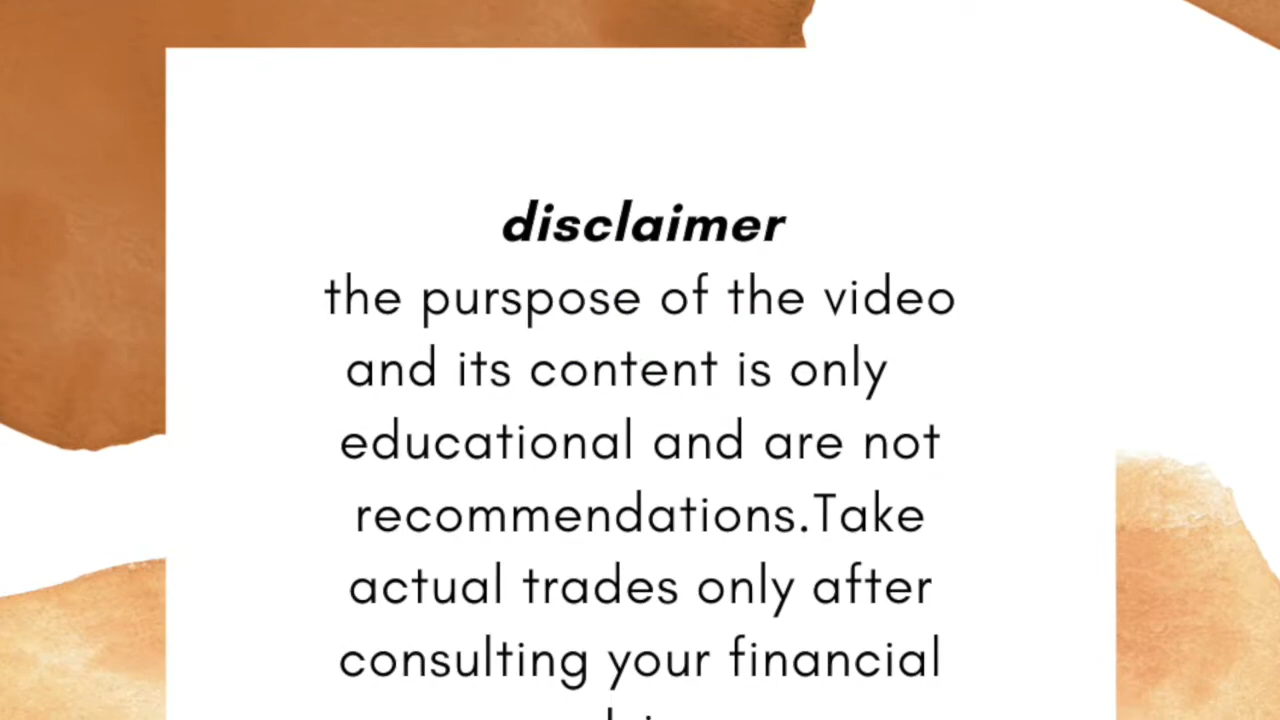 disclaimer
the purspose of the video
and its content is only
educational and are not
recommendations.Take
actual trades only after
consulting your financial